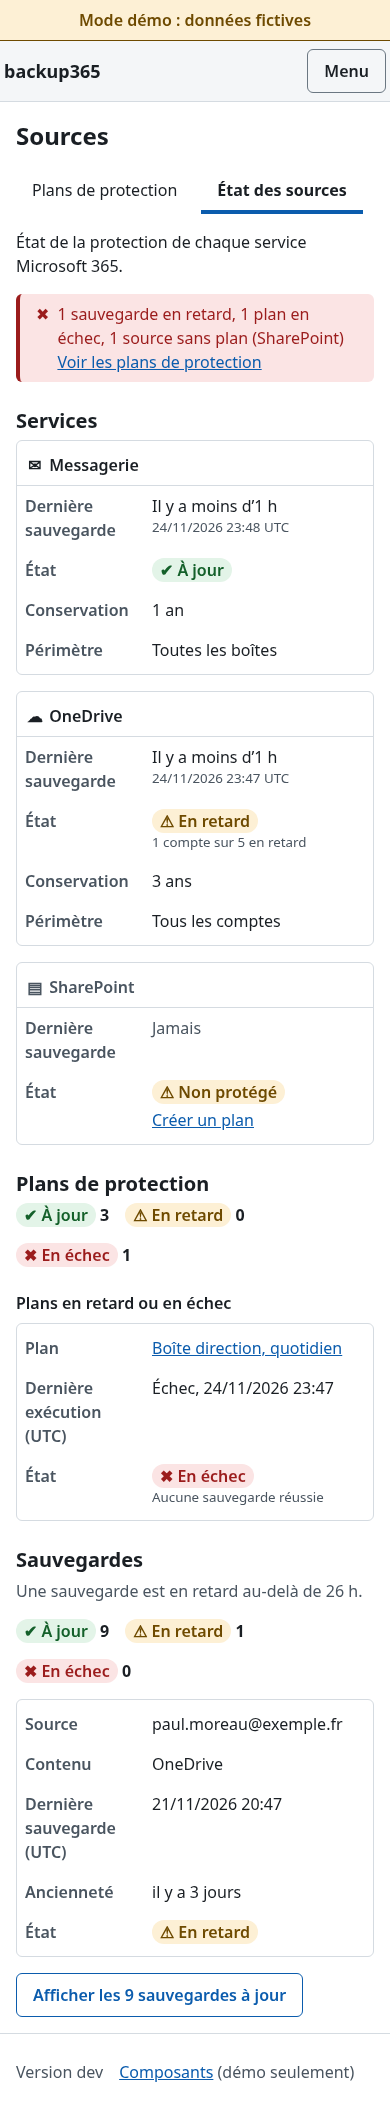 Mode démo : données fictives
backup365
Menu
Sources
Plans de protection
État des sources
État de la protection de chaque service
Microsoft 365.
✖ 1 sauvegarde en retard, 1 plan en
échec, 1 source sans plan (SharePoint)
Voir les plans de protection
Services
✉ Messagerie
Dernière
sauvegarde
Il y a moins d’1 h
24/11/2026 23:48 UTC
État
✔ À jour
Conservation
1 an
Périmètre
Toutes les boîtes
☁ OneDrive
Dernière
sauvegarde
Il y a moins d’1 h
24/11/2026 23:47 UTC
État
⚠ En retard
1 compte sur 5 en retard
Conservation
3 ans
Périmètre
Tous les comptes
▤ SharePoint
Dernière
sauvegarde
Jamais
État
⚠ Non protégé
Créer un plan
Plans de protection
✔ À jour 3 ⚠ En retard 0
✖ En échec 1
Plans en retard ou en échec
Plan
Boîte direction, quotidien
Dernière
exécution
(UTC)
Échec, 24/11/2026 23:47
État
✖ En échec
Aucune sauvegarde réussie
Sauvegardes
Une sauvegarde est en retard au-delà de 26 h.
✔ À jour 9 ⚠ En retard 1
✖ En échec 0
Source
paul.moreau@exemple.fr
Contenu
OneDrive
Dernière
sauvegarde
(UTC)
21/11/2026 20:47
Ancienneté
il y a 3 jours
État
⚠ En retard
Afficher les 9 sauvegardes à jour
Version dev Composants (démo seulement)